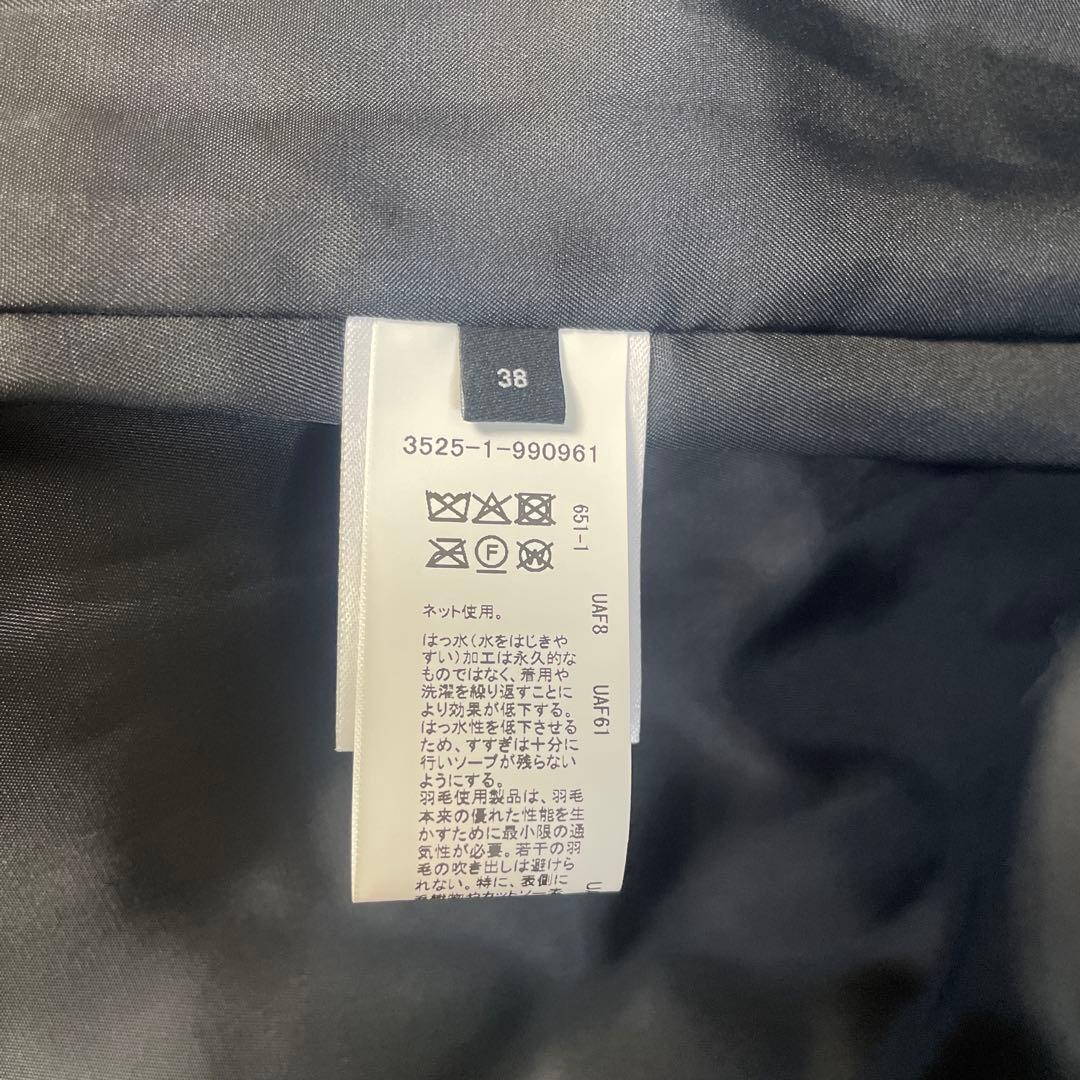 38
3525-1-990961
651-1
F
W
ネット使用。
UAF8
はっ水(水をはじきや
すい)加工は永久的な
ものではなく、着用や
洗濯を繰り返すことに
より効果が低下する。
UAF61
はっ水性を低下させる
ため、すすぎは十分に
行いソープが残らない
ようにする。
羽毛使用製品は、羽毛
本来の優れた性能を生
かすために最小限の通
気性が必要。若干の羽
毛の吹き出しは避けら
れない。特に、表側に